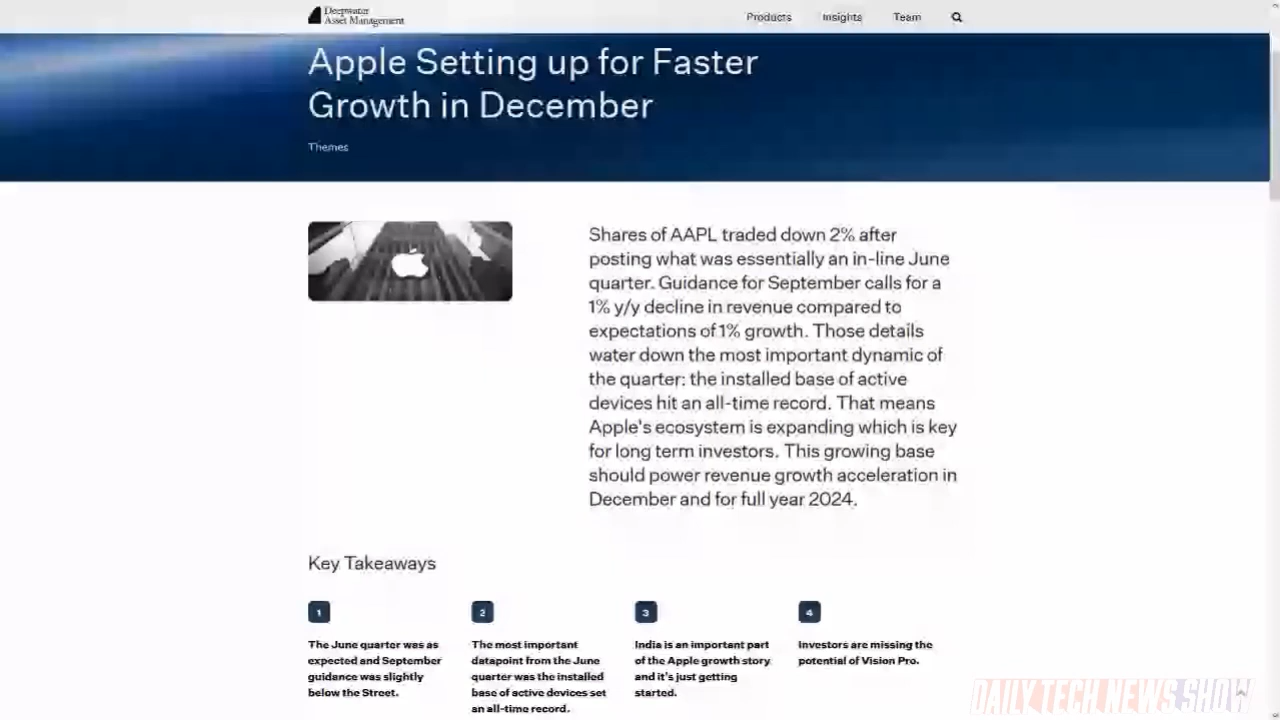 Deepwater
Asset Management
Products
Insights
Team
Apple Setting up for Faster
Growth in December
Themes
Shares of AAPL traded down 2% after
posting what was essentially an in-line June
quarter. Guidance for September calls for a
1% y/y decline in revenue compared to
expectations of 1% growth. Those details
water down the most important dynamic of
the quarter: the installed base of active
devices hit an all-time record. That means
Apple's ecosystem is expanding which is key
for long term investors. This growing base
should power revenue growth acceleration in
December and for full year 2024.
Key Takeaways
1
The June quarter was as
expected and September
guidance was slightly
below the Street.
2
The most important
datapoint from the June
quarter was the installed
base of active devices set
an all-time record.
3
India is an important part
of the Apple growth story
and it's just getting
started.
4
Investors are missing the
potential of Vision Pro.
DAILY TECH NEWS SHOW